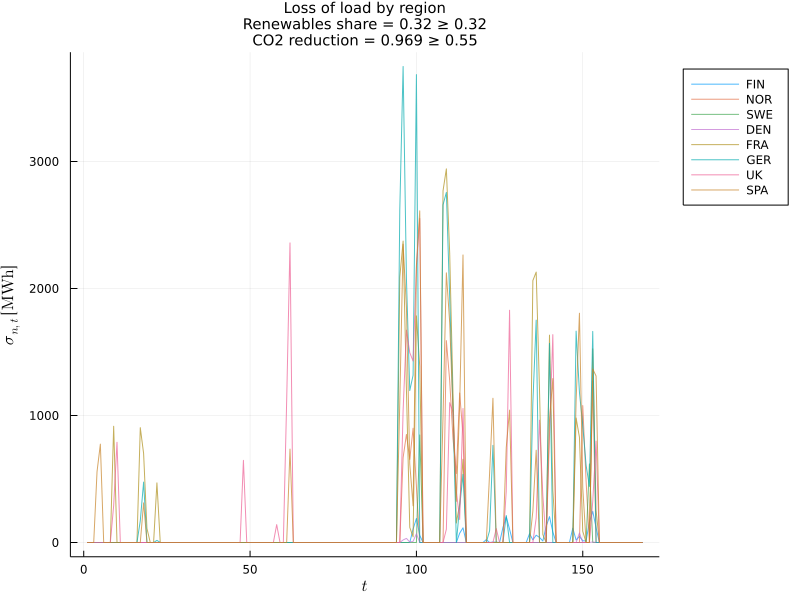 Loss of load by region
Renewables share = 0.32 ≥ 0.32
CO2 reduction = 0.969 ≥ 0.55
FIN
NOR
SWE
DEN
FRA
GER
UK
SPA
3000
2000
1000
0
σ_{n,t} [MWh]
0 50 100 150
t